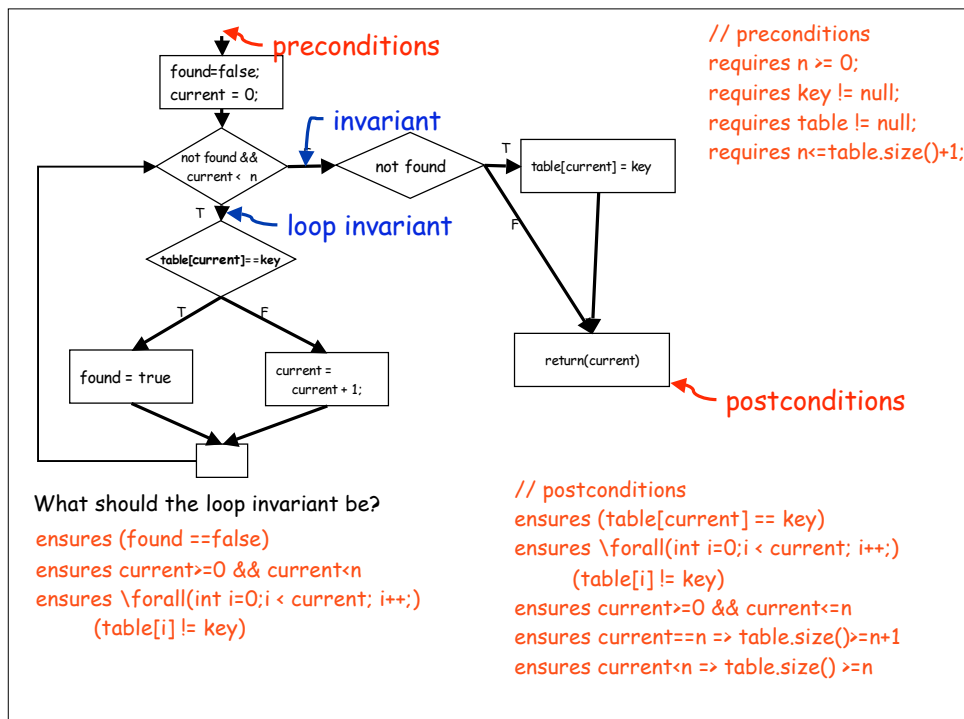 preconditions
found=false;
current = 0;
invariant
not found &&
current < n
not found
T
table[current] = key
T
loop invariant
F
table[current]==key
T
F
found = true
current =
current + 1;
return(current)
postconditions
// preconditions
requires n >= 0;
requires key != null;
requires table != null;
requires n<=table.size()+1;
What should the loop invariant be?
ensures (found ==false)
ensures current>=0 && current<n
ensures \forall(int i=0;i < current; i++;)
(table[i] != key)
// postconditions
ensures (table[current] == key)
ensures \forall(int i=0;i < current; i++;)
(table[i] != key)
ensures current>=0 && current<=n
ensures current==n => table.size()>=n+1
ensures current<n => table.size() >=n